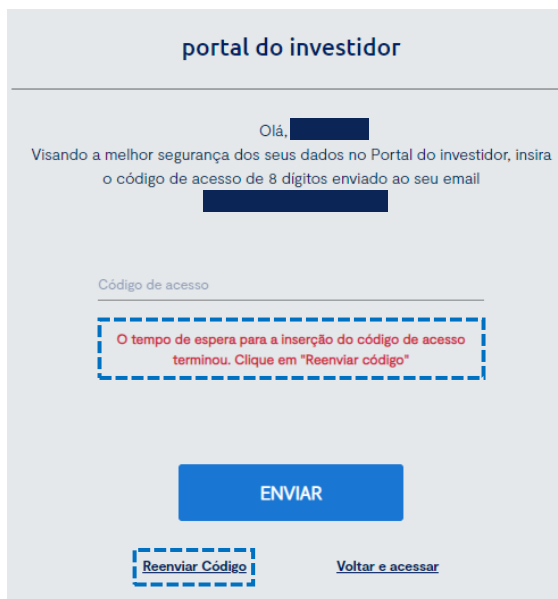 portal do investidor
Olá,
Visando a melhor segurança dos seus dados no Portal do investidor, insira
o código de acesso de 8 dígitos enviado ao seu email
Código de acesso
O tempo de espera para a inserção do código de acesso
terminou. Clique em "Reenviar código"
ENVIAR
Reenviar Código Voltar e acessar